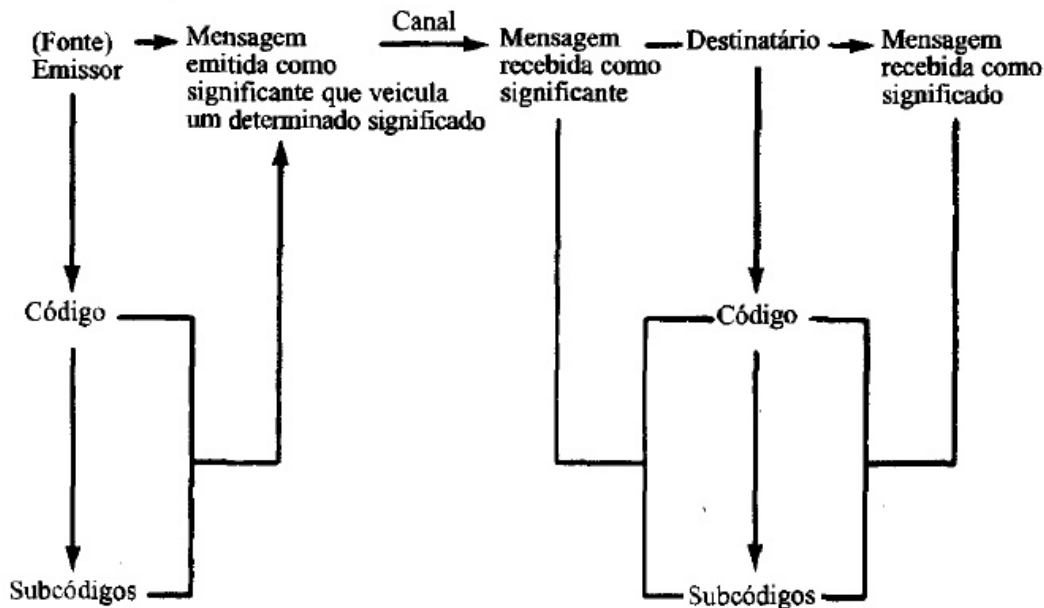 (Fonte)
Emissor
Mensagem
emitida como
significante que veicula
um determinado significado
Canal
Mensagem
recebida como
significante
Destinatário
Mensagem
recebida como
significado
Código
Subcódigos
Código
Subcódigos